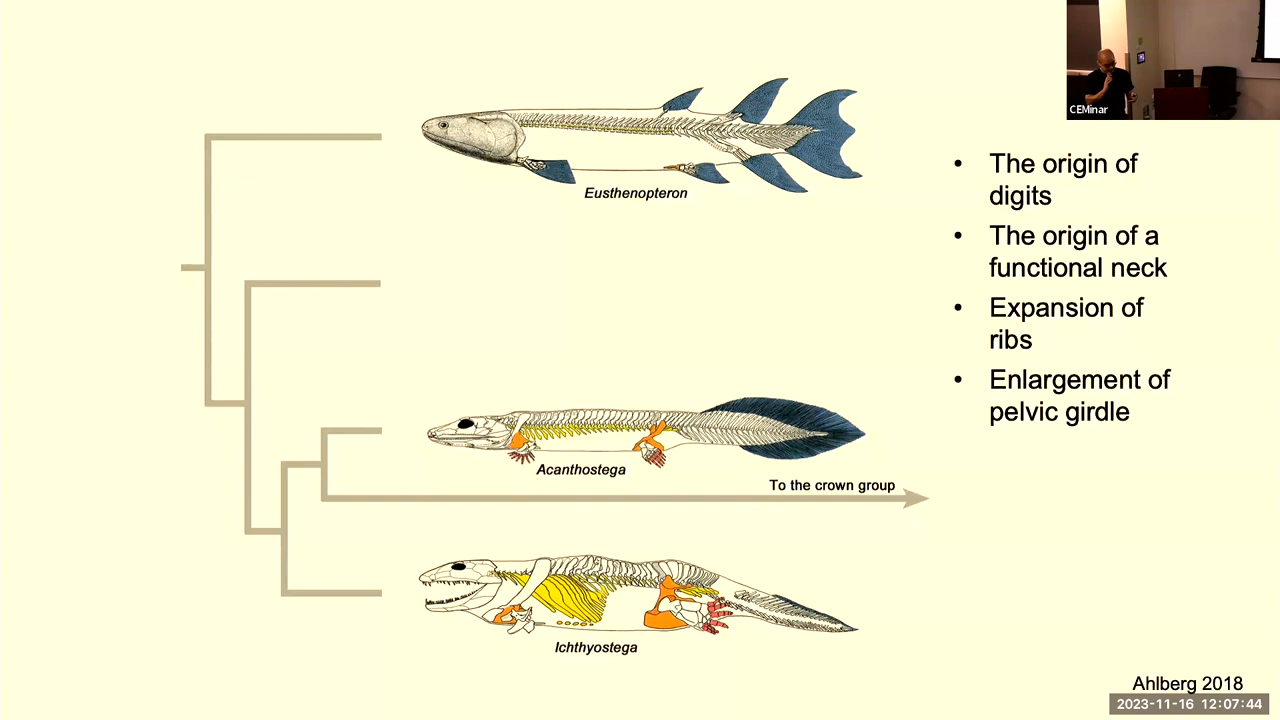 CEMinar
Eusthenopteron
Acanthostega
To the crown group
Ichthyostega
• The origin of
digits
• The origin of a
functional neck
• Expansion of
ribs
• Enlargement of
pelvic girdle
Ahlberg 2018
2023-11-16 12:07:44